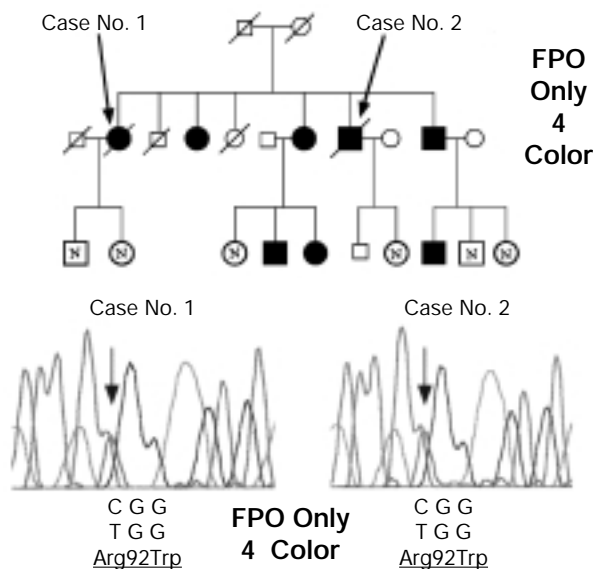 Case No. 1
Case No. 2
FPO
Only
4
Color
N
N
N
N
N
N
Case No. 1
Case No. 2
C G G
T G G
Arg92Trp
FPO Only
4 Color
C G G
T G G
Arg92Trp